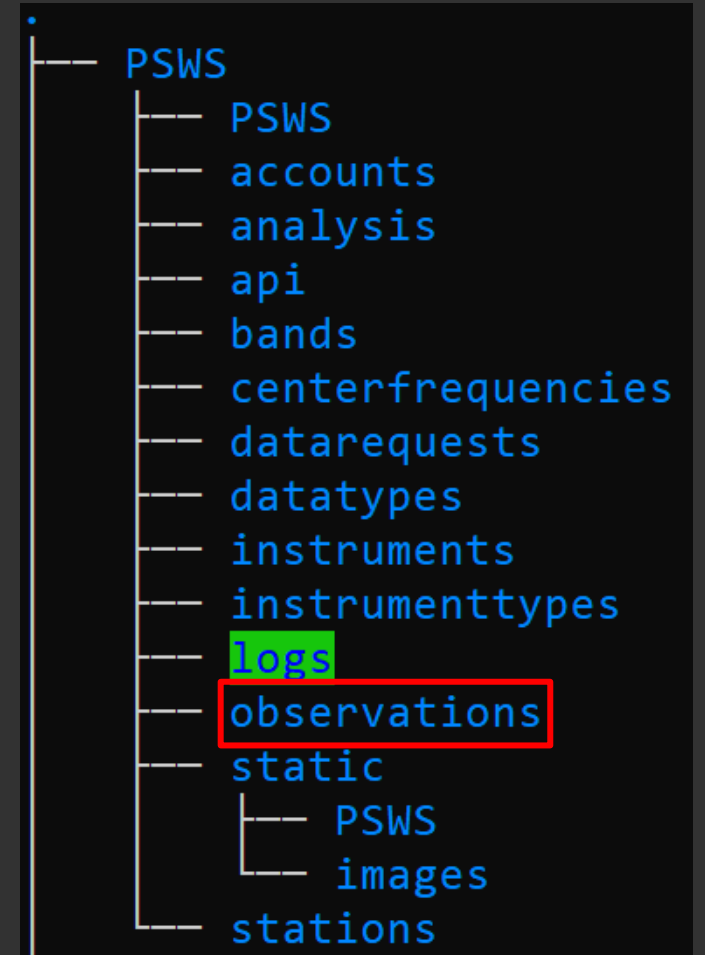 .
├── PSWS
├── PSWS
├── accounts
├── analysis
├── api
├── bands
├── centerfrequencies
├── datarequests
├── datatypes
├── instruments
├── instrumenttypes
├── logs
├── observations
├── static
├── PSWS
└── images
└── stations